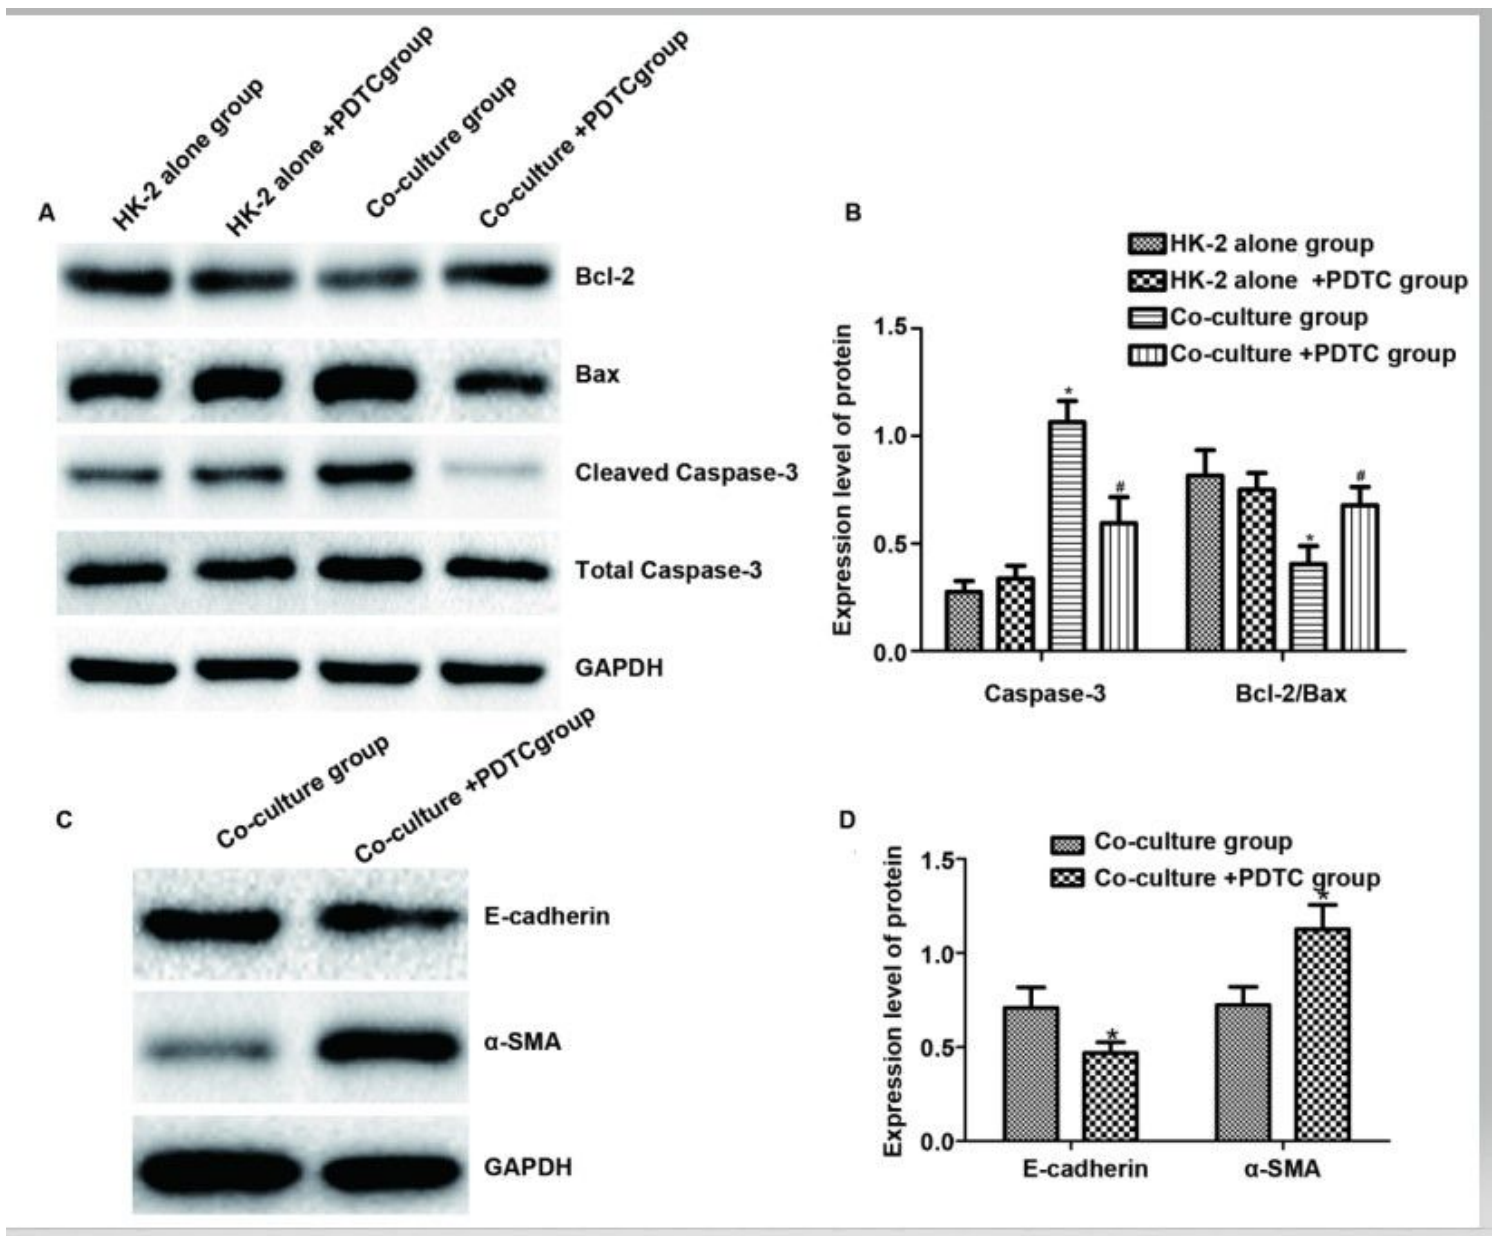 HK-2 alone group
HK-2 alone +PDTCgroup
Co-culture group
Co-culture +PDTCgroup
A
Bcl-2
Bax
Cleaved Caspase-3
Total Caspase-3
GAPDH
B
HK-2 alone group
HK-2 alone +PDTC group
Co-culture group
Co-culture +PDTC group
Expression level of protein
1.5
1.0
0.5
0.0
*
#
*
#
Caspase-3
Bcl-2/Bax
C
Co-culture group
Co-culture +PDTCgroup
E-cadherin
α-SMA
GAPDH
D
Co-culture group
Co-culture +PDTC group
Expression level of protein
1.5
1.0
0.5
0.0
*
*
E-cadherin
α-SMA